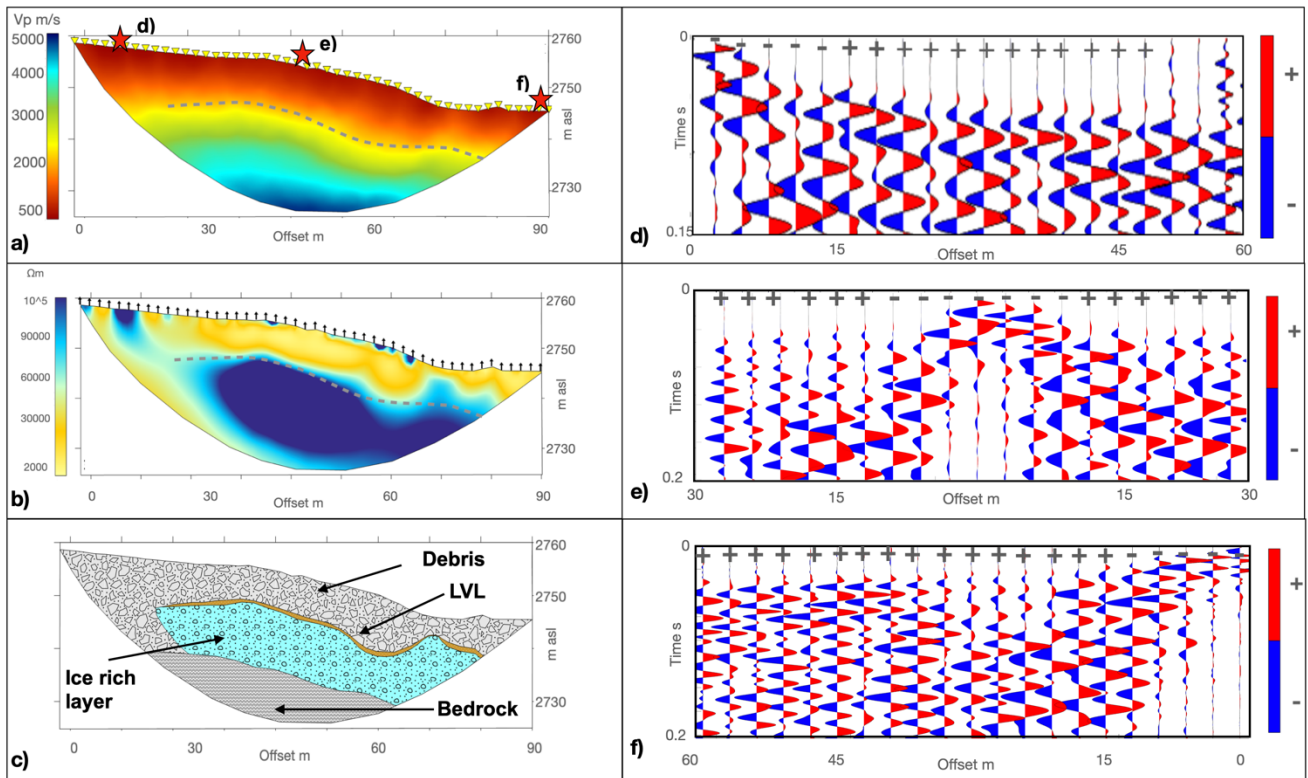 Vp m/s
5000
4000
3000
2000
500
d)
e)
f)
2760
2750
2730
m asl
0
30
60
90
Offset m
a)
Ωm
10^5
90000
60000
30000
2000
2760
2750
2730
m asl
0
30
60
90
Offset m
b)
Debris
LVL
Ice rich
layer
Bedrock
2760
2750
2730
m asl
0
30
60
90
Offset m
c)
0
Time s
0.15
- - - - - + + + + + + + + + + + +
+
-
d)
0
15
45
60
Offset m
0
Time s
0.2
+ + + + + + - - - - - - - + + + + + +
+
-
e)
30
15
Offset m
15
30
0
Time s
0.2
+ + + + + + + + + + + + + + + + - - - - -
+
-
f)
60
45
Offset m
15
0